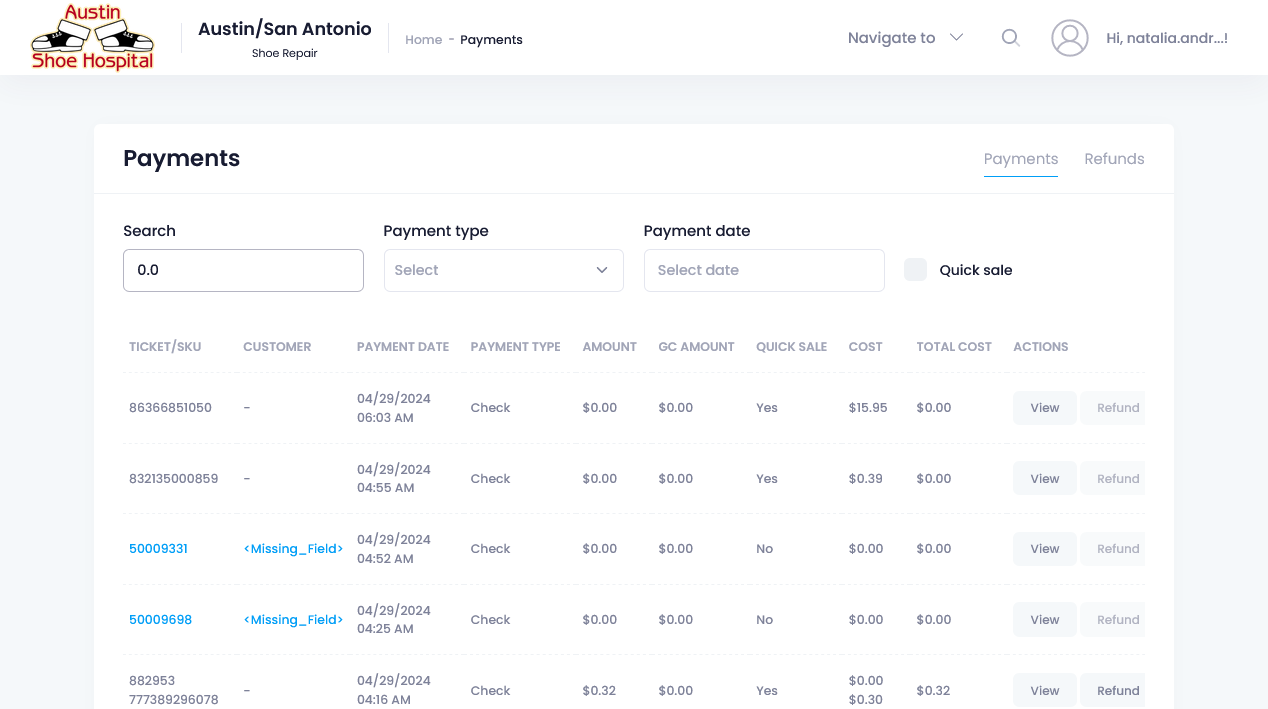 Austin
Shoe Hospital
Austin/San Antonio
Shoe Repair
Home - Payments
Navigate to
Hi, natalia.andr...!
Payments
Payments Refunds
Search
Payment type
Payment date
0.0
Select
Select date
Quick sale
TICKET/SKU CUSTOMER PAYMENT DATE PAYMENT TYPE AMOUNT GC AMOUNT QUICK SALE COST TOTAL COST ACTIONS
86366851050 - 04/29/2024 06:03 AM Check $0.00 $0.00 Yes $15.95 $0.00 View Refund
832135000859 - 04/29/2024 04:55 AM Check $0.00 $0.00 Yes $0.39 $0.00 View Refund
50009331 <Missing_Field> 04/29/2024 04:52 AM Check $0.00 $0.00 No $0.00 $0.00 View Refund
50009698 <Missing_Field> 04/29/2024 04:25 AM Check $0.00 $0.00 No $0.00 $0.00 View Refund
882953 777389296078 - 04/29/2024 04:16 AM Check $0.32 $0.00 Yes $0.00 $0.30 $0.32 View Refund